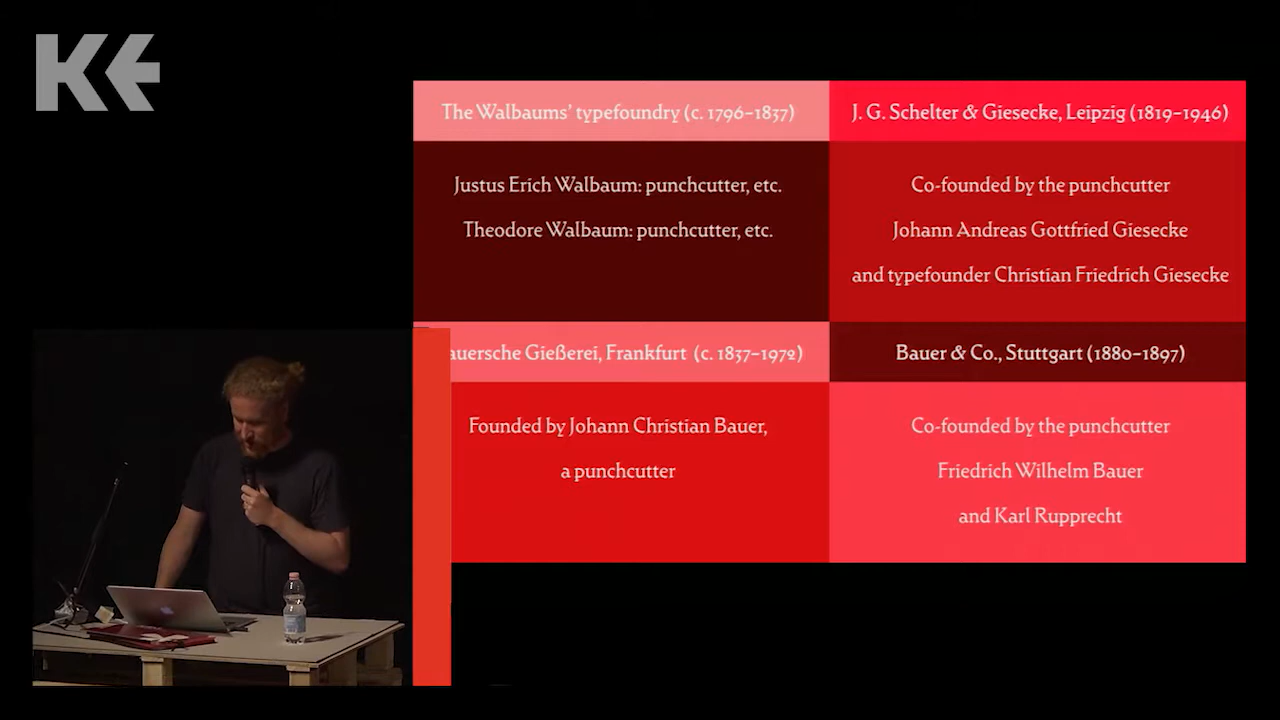 KE
The Walbaums’ typefoundry (c. 1796–1837)
Justus Erich Walbaum: punchcutter, etc.
Theodore Walbaum: punchcutter, etc.
J. G. Schelter & Giesecke, Leipzig (1819–1946)
Co-founded by the punchcutter
Johann Andreas Gottfried Giesecke
and typefounder Christian Friedrich Giesecke
auersche Gießerei, Frankfurt (c. 1837–1972)
Founded by Johann Christian Bauer,
a punchcutter
Bauer & Co., Stuttgart (1880–1897)
Co-founded by the punchcutter
Friedrich Wilhelm Bauer
and Karl Rupprecht